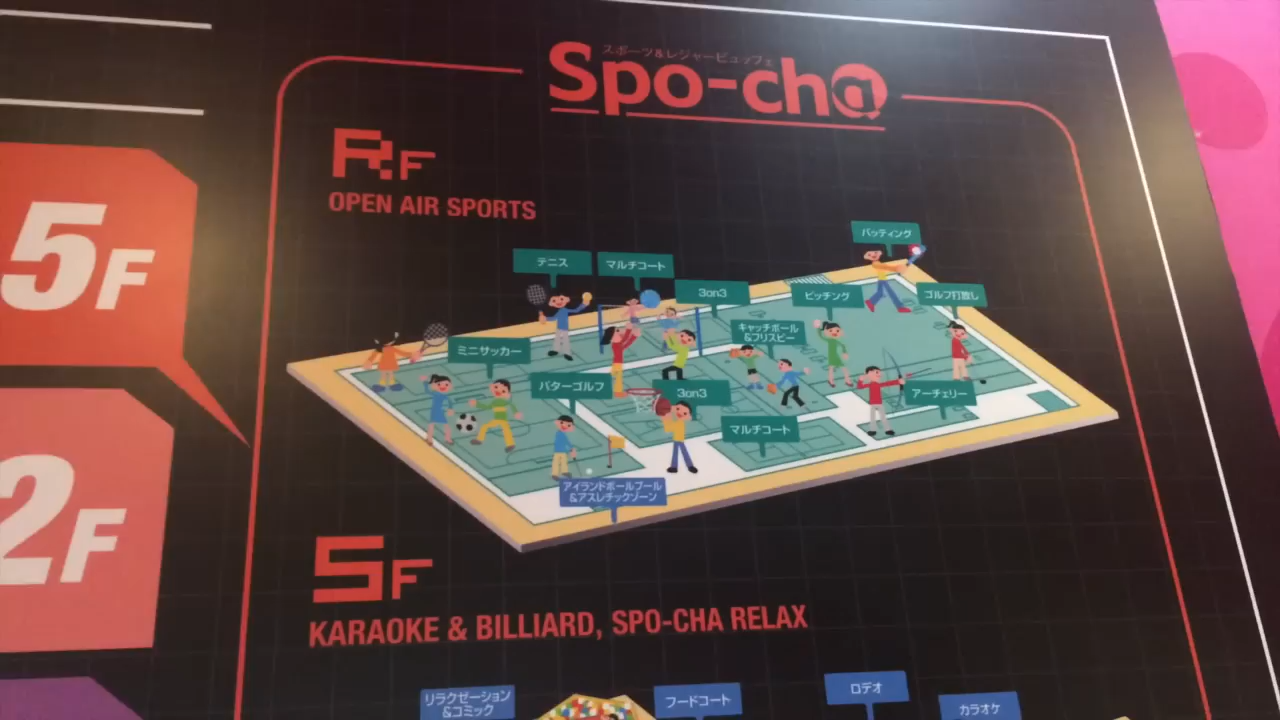 スポーツ&レジャービュッフェ
Spo-cha
RF
OPEN AIR SPORTS
5F
2F
バッティング
テニス
マルチコート
3on3
ピッチング
ゴルフ打放し
キャッチボール
&フリスビー
ミニサッカー
パターゴルフ
3on3
アーチェリー
マルチコート
アイランドボールプール
&アスレチックゾーン
5F
KARAOKE & BILLIARD, SPO-CHA RELAX
リラクゼーション
&コミック
フードコート
ロデオ
カラオケ